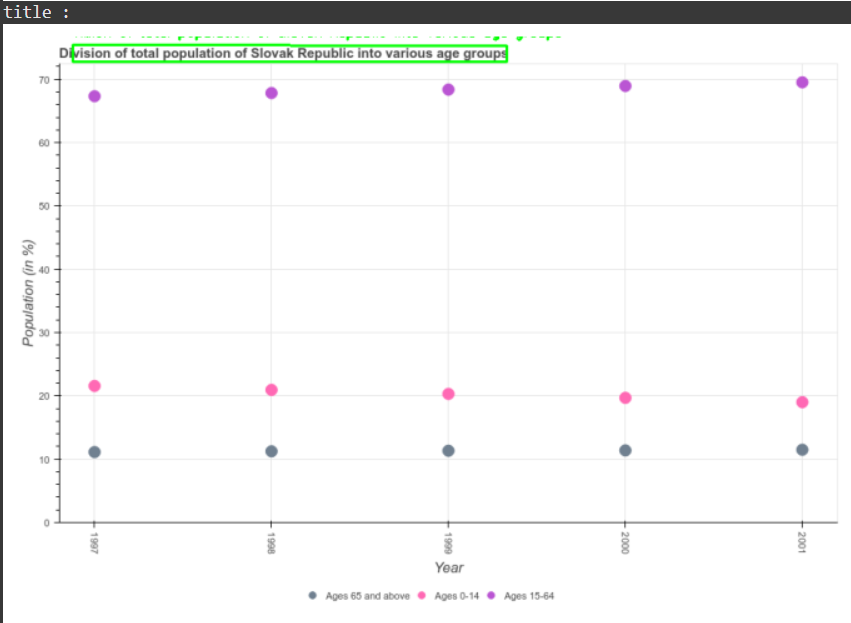 title :
Division of total population of Slovak Republic into various age groups
70
60
50
40
30
20
10
0
Population (in %)
1997
1998
1999
2000
2001
Year
Ages 65 and above Ages 0-14 Ages 15-64